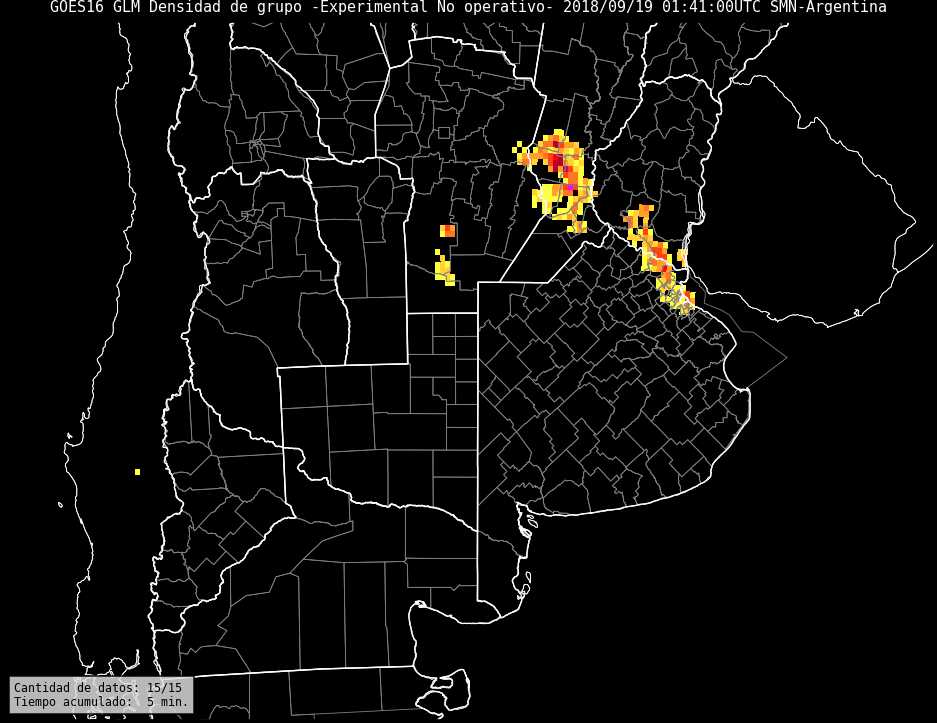 GOES16 GLM Densidad de grupo -Experimental No operativo- 2018/09/19 01:41:00UTC SMN-Argentina
Cantidad de datos: 15/15
Tiempo acumulado:  5 min.